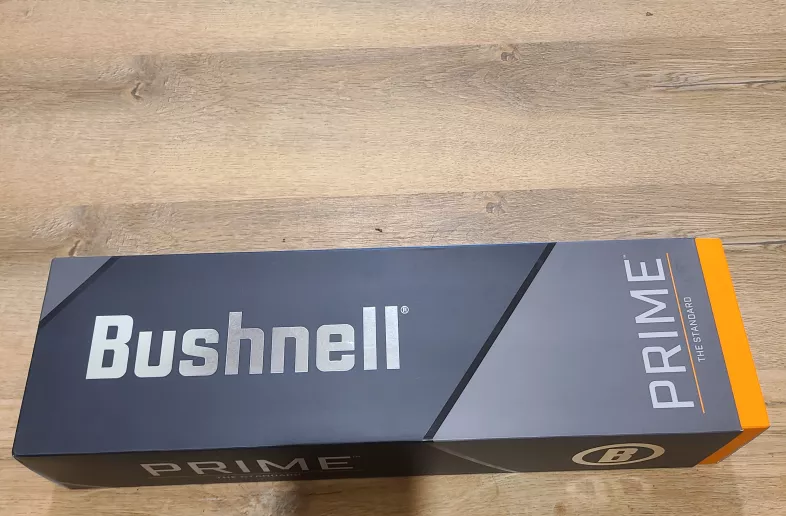 Bushnell®
PRIME™
THE STANDARD
PRIME™
THE STANDARD
B